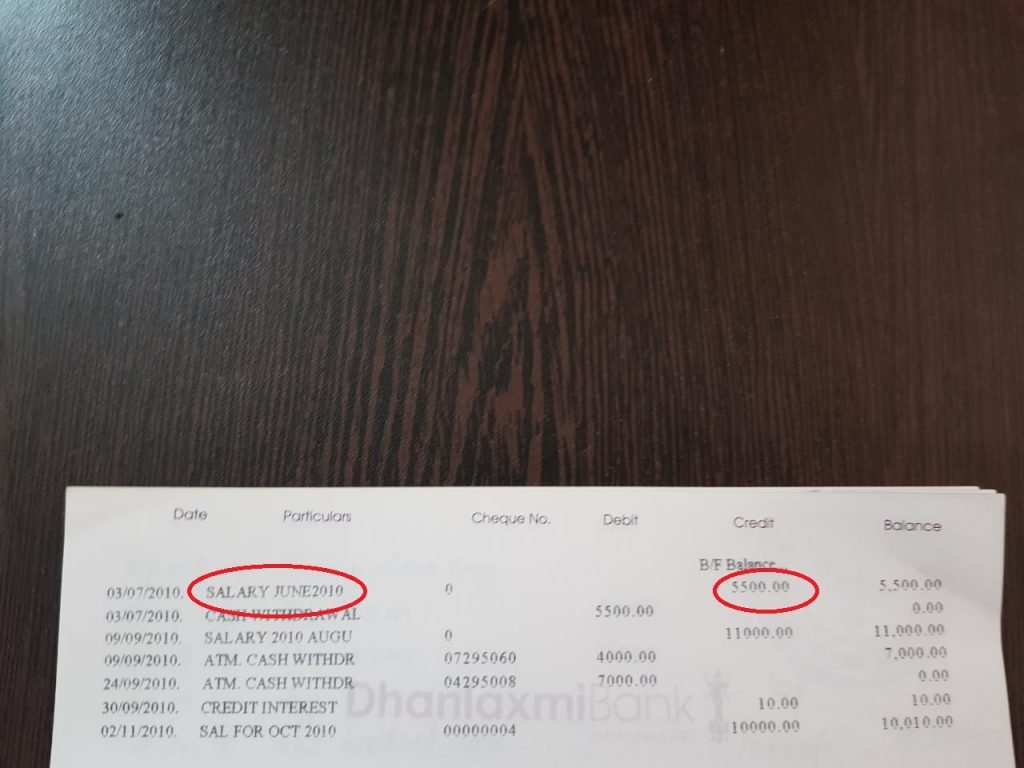 Date Particulars Cheque No. Debit Credit Balance
B/F Balance
03/07/2010. SALARY JUNE2010 0 5500.00 5,500.00
03/07/2010. CASH WITHDRAWAL 5500.00 0.00
09/09/2010. SALARY 2010 AUGU 0 11000.00 11,000.00
09/09/2010. ATM. CASH WITHDR 07295060 4000.00 7,000.00
24/09/2010. ATM. CASH WITHDR 04295008 7000.00 0.00
30/09/2010. CREDIT INTEREST 10.00 10.00
DhanlaxmiBank
02/11/2010. SAL FOR OCT 2010 00000004 10000.00 10,010.00